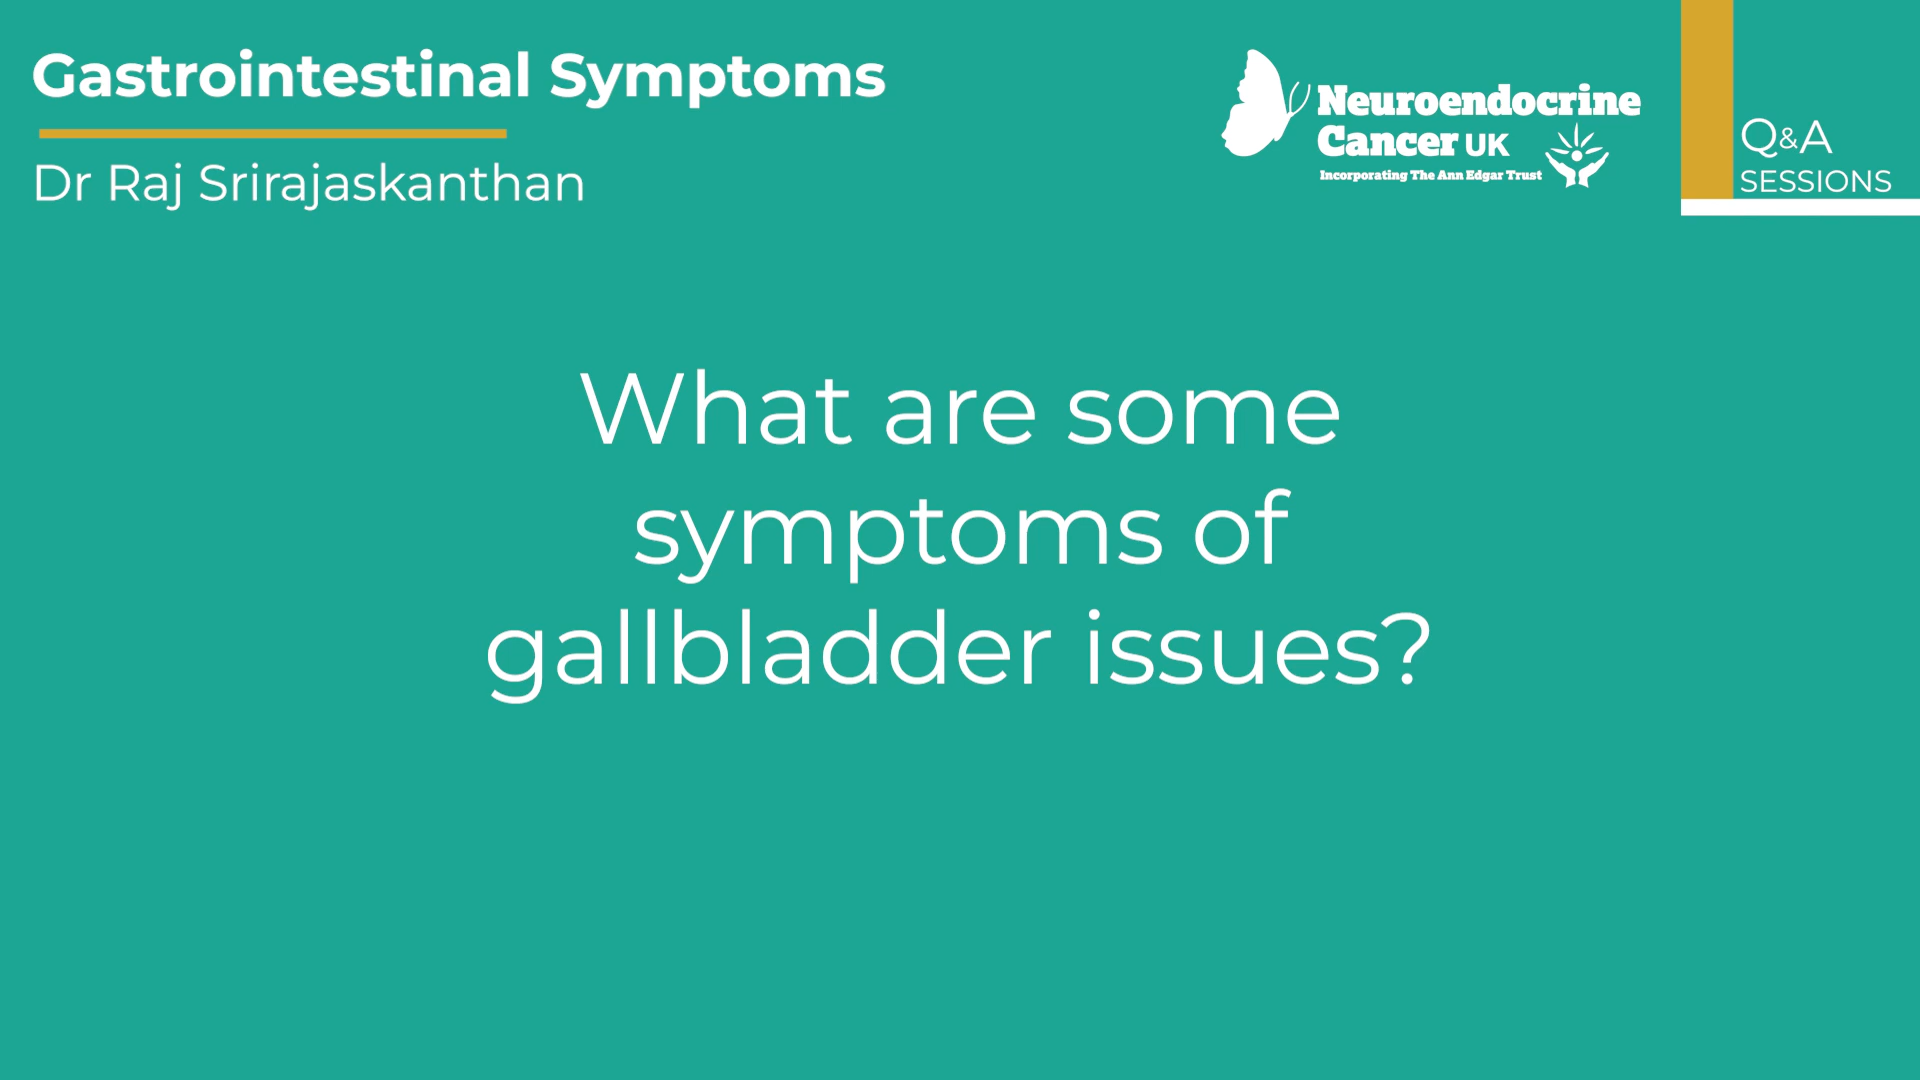 Gastrointestinal Symptoms
Dr Raj Srirajaskanthan
Neuroendocrine
Cancer UK
Incorporating The Ann Edgar Trust
Q&A
SESSIONS
What are some
symptoms of
gallbladder issues?